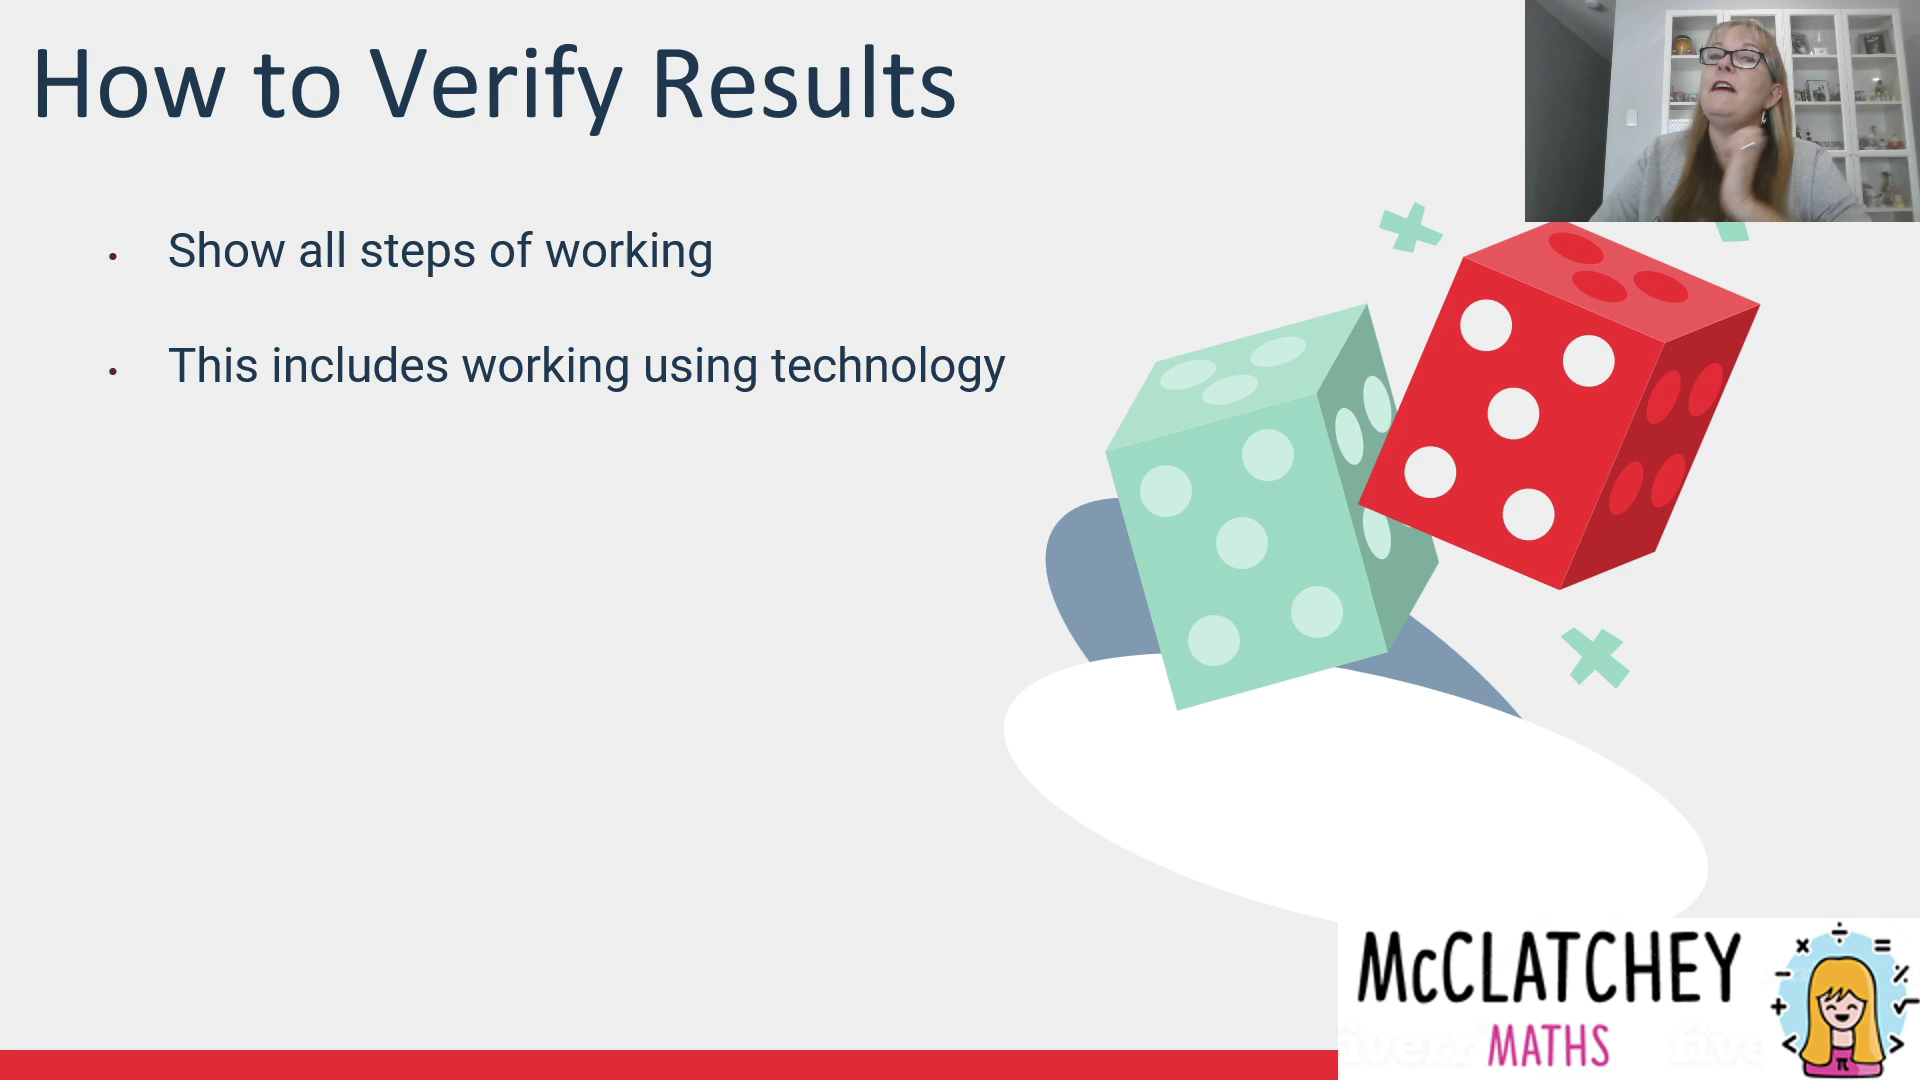 How to Verify Results
• Show all steps of working
• This includes working using technology
McCLATCHEY
MATHS
π